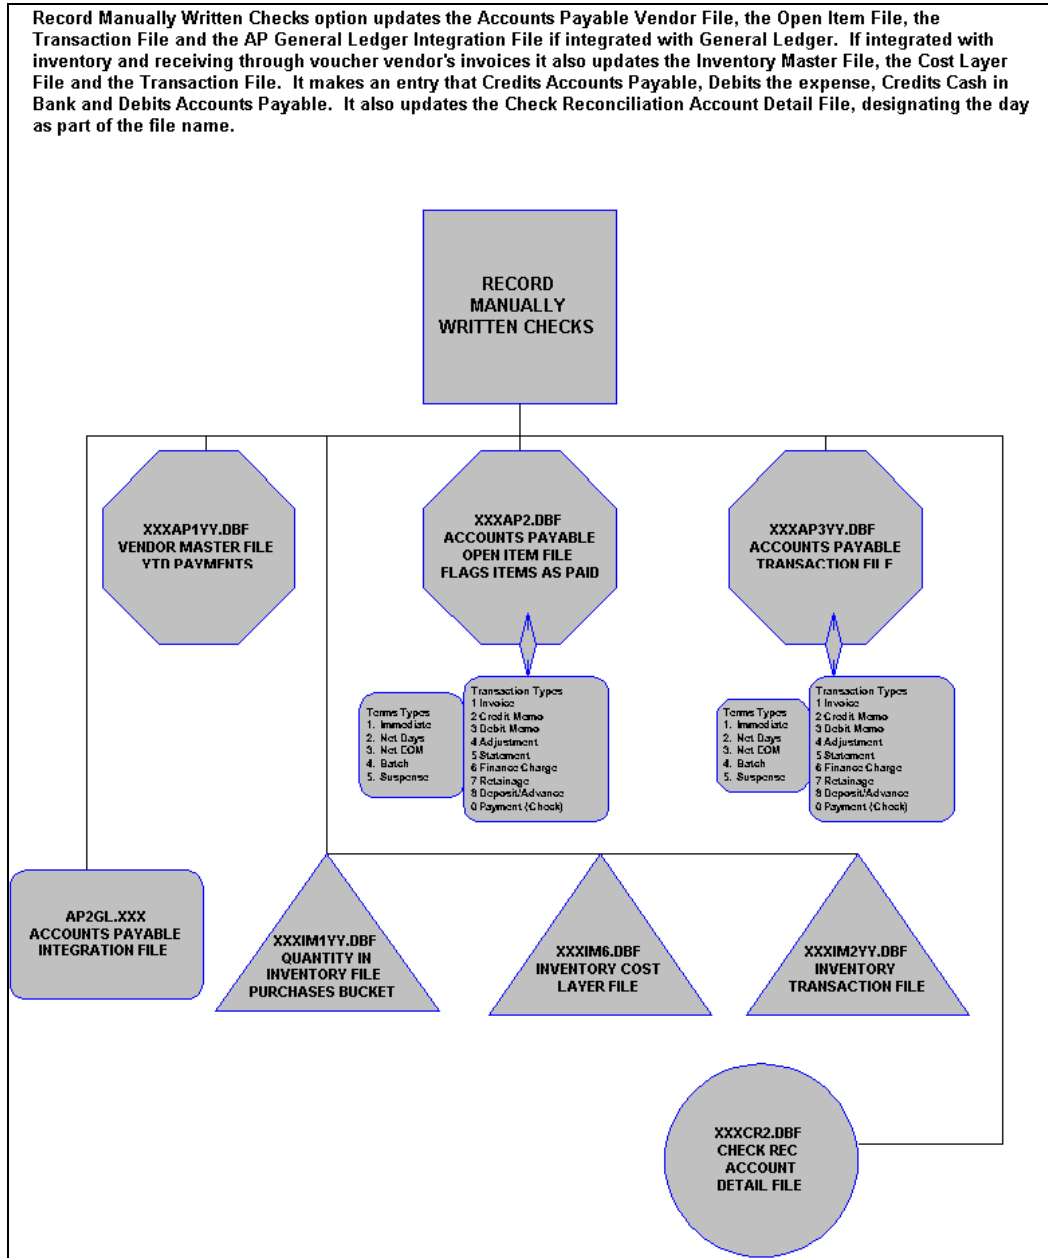 Record Manually Written Checks option updates the Accounts Payable Vendor File, the Open Item File, the
Transaction File and the AP General Ledger Integration File if integrated with General Ledger.  If integrated with
inventory and receiving through voucher vendor's invoices it also updates the Inventory Master File, the Cost Layer
File and the Transaction File.  It makes an entry that Credits Accounts Payable, Debits the expense, Credits Cash in
Bank and Debits Accounts Payable.  It also updates the Check Reconciliation Account Detail File, designating the day
as part of the file name.
RECORD
MANUALLY
WRITTEN CHECKS
XXXAP1YY.DBF
VENDOR MASTER FILE
YTD PAYMENTS
XXXAP2.DBF
ACCOUNTS PAYABLE
OPEN ITEM FILE
FLAGS ITEMS AS PAID
XXXAP3YY.DBF
ACCOUNTS PAYABLE
TRANSACTION FILE
Terms Types
1. Immediate
2. Net Days
3. Net EOM
4. Batch
5. Suspense
Transaction Types
1 Invoice
2 Credit Memo
3 Debit Memo
4 Adjustment
5 Statement
6 Finance Charge
7 Retainage
8 Deposit/Advance
0 Payment (Check)
Terms Types
1. Immediate
2. Net Days
3. Net EOM
4. Batch
5. Suspense
Transaction Types
1 Invoice
2 Credit Memo
3 Debit Memo
4 Adjustment
5 Statement
6 Finance Charge
7 Retainage
8 Deposit/Advance
0 Payment (Check)
AP2GL.XXX
ACCOUNTS PAYABLE
INTEGRATION FILE
XXXIM1YY.DBF
QUANTITY IN
INVENTORY FILE
PURCHASES BUCKET
XXXIM6.DBF
INVENTORY COST
LAYER FILE
XXXIM2YY.DBF
INVENTORY
TRANSACTION FILE
XXXCR2.DBF
CHECK REC
ACCOUNT
DETAIL FILE